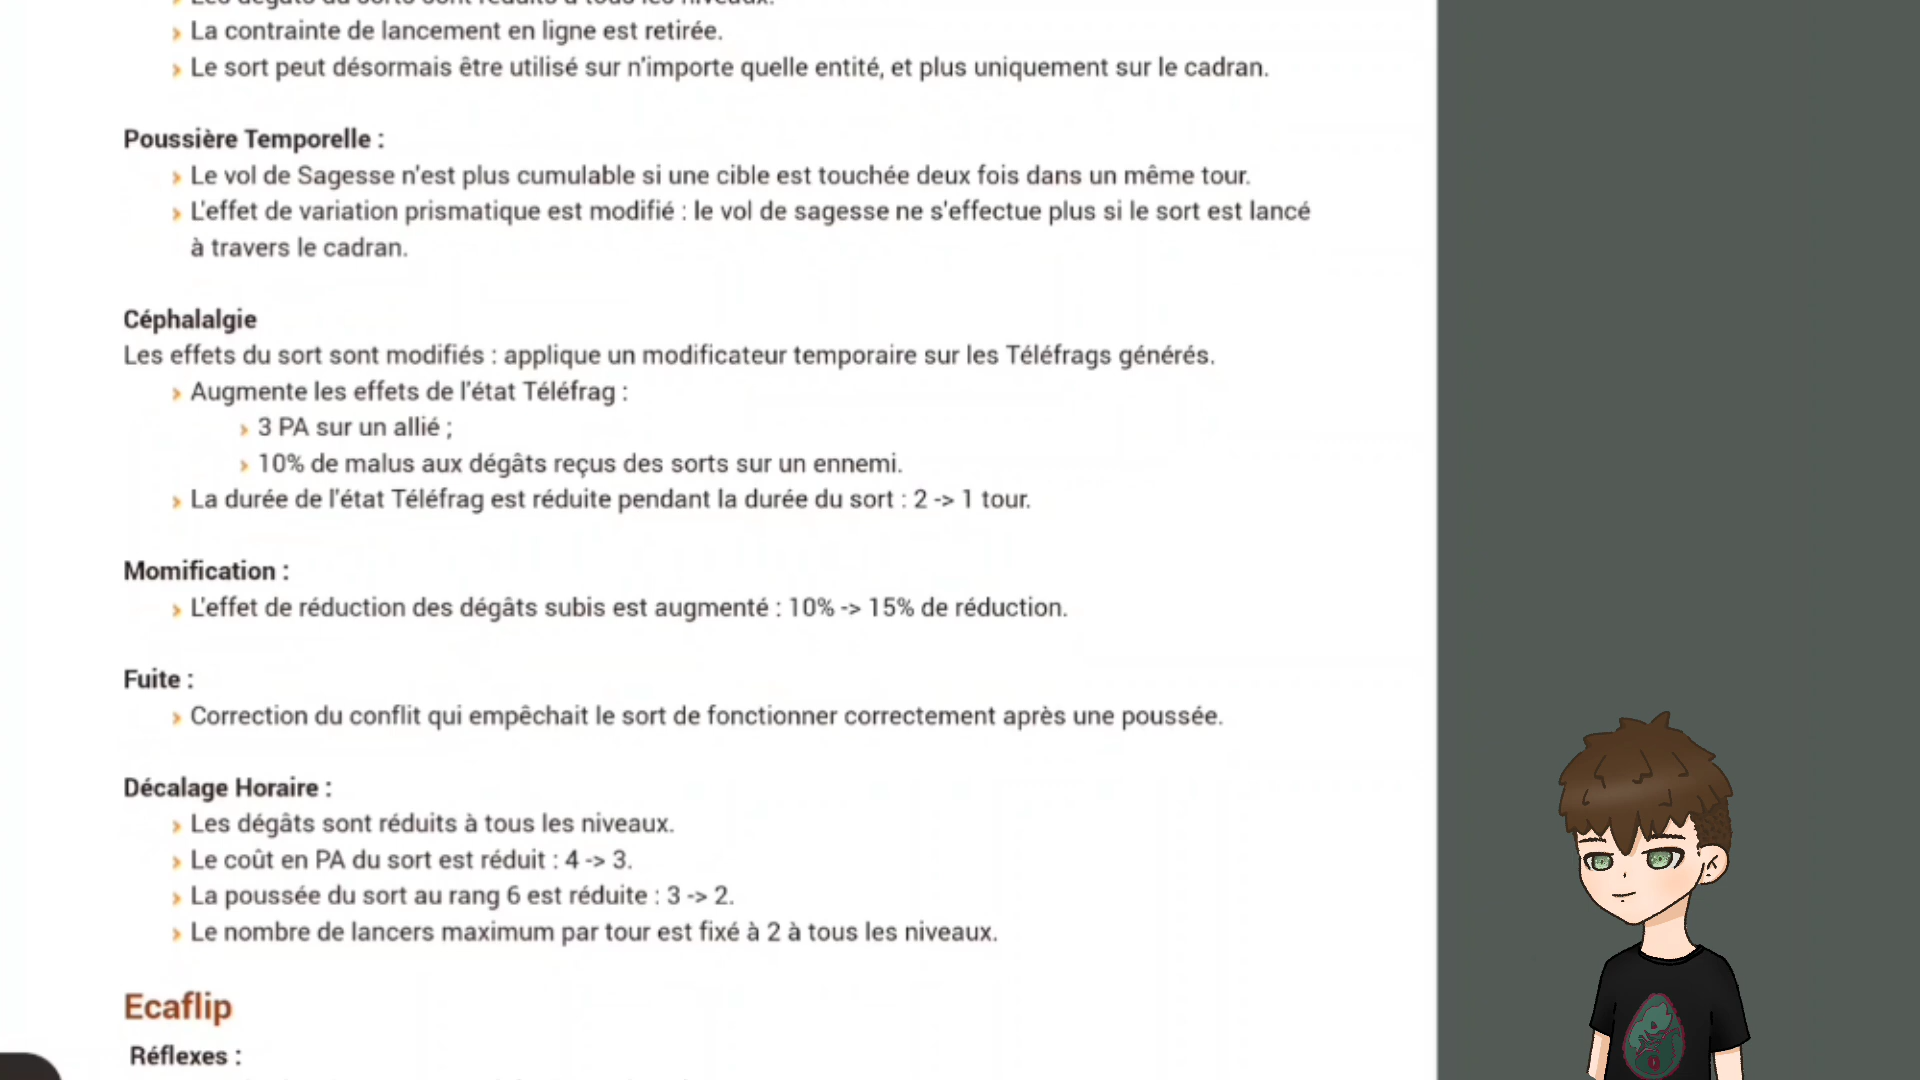 › La contrainte de lancement en ligne est retirée.
› Le sort peut désormais être utilisé sur n'importe quelle entité, et plus uniquement sur le cadran.
Poussière Temporelle :
› Le vol de Sagesse n'est plus cumulable si une cible est touchée deux fois dans un même tour.
› L'effet de variation prismatique est modifié : le vol de sagesse ne s'effectue plus si le sort est lancé
à travers le cadran.
Céphalalgie
Les effets du sort sont modifiés : applique un modificateur temporaire sur les Téléfrags générés.
› Augmente les effets de l'état Téléfrag :
› 3 PA sur un allié ;
› 10% de malus aux dégâts reçus des sorts sur un ennemi.
› La durée de l'état Téléfrag est réduite pendant la durée du sort : 2 -> 1 tour.
Momification :
› L'effet de réduction des dégâts subis est augmenté : 10% -> 15% de réduction.
Fuite :
› Correction du conflit qui empêchait le sort de fonctionner correctement après une poussée.
Décalage Horaire :
› Les dégâts sont réduits à tous les niveaux.
› Le coût en PA du sort est réduit : 4 -> 3.
› La poussée du sort au rang 6 est réduite : 3 -> 2.
› Le nombre de lancers maximum par tour est fixé à 2 à tous les niveaux.
Ecaflip
Réflexes :